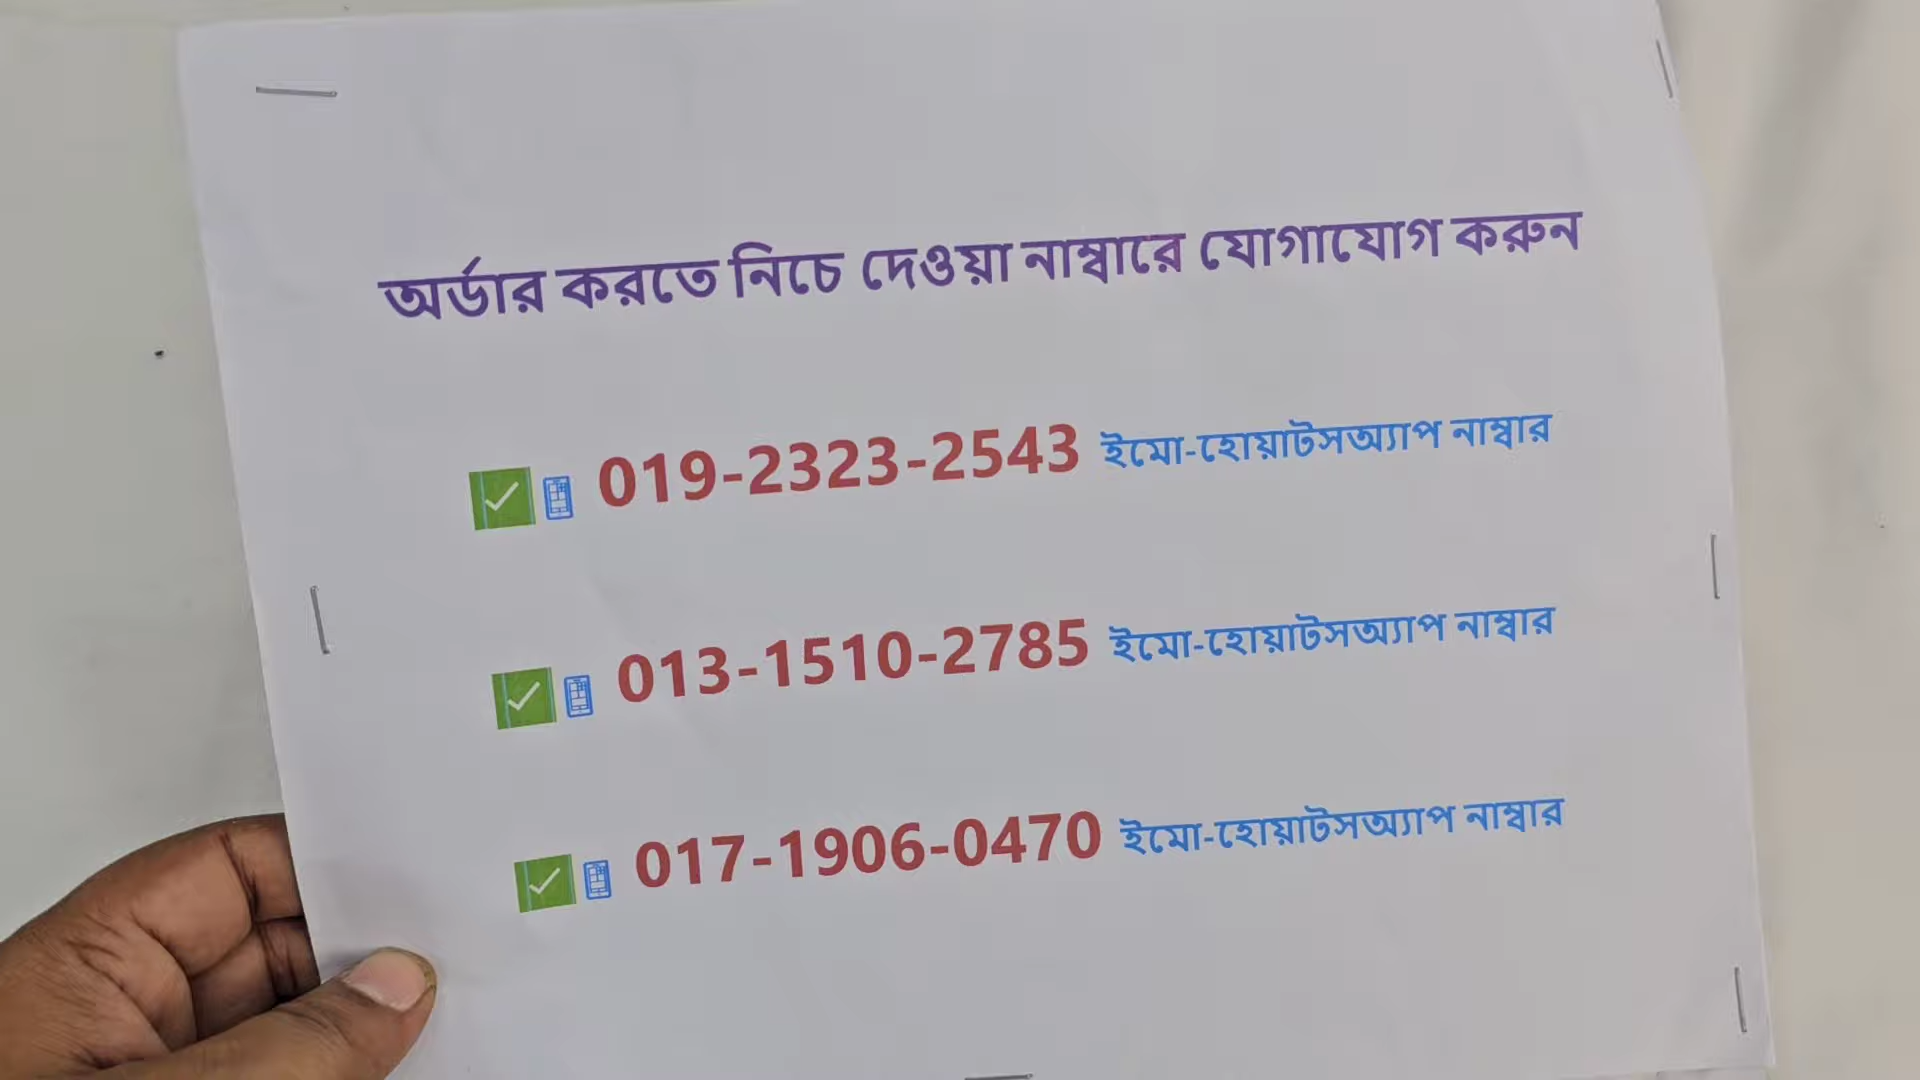 অর্ডার করতে নিচে দেওয়া নাম্বারে যোগাযোগ করুন
019-2323-2543 ইমো-হোয়াটসঅ্যাপ নাম্বার
013-1510-2785 ইমো-হোয়াটসঅ্যাপ নাম্বার
017-1906-0470 ইমো-হোয়াটসঅ্যাপ নাম্বার